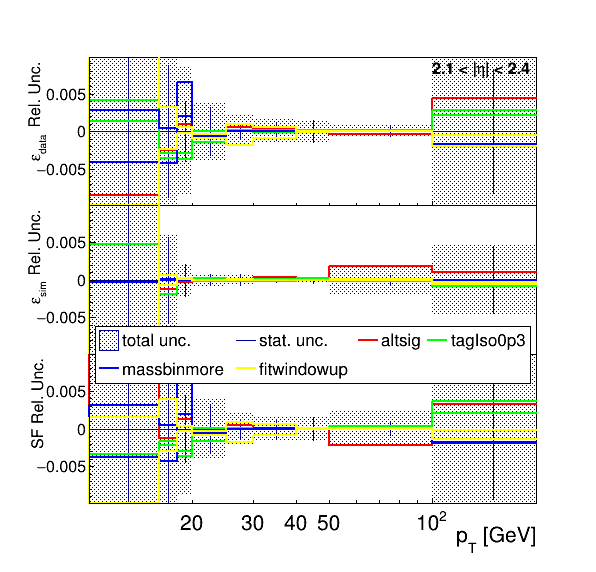 2.1 < |η| < 2.4
ε_data Rel. Unc.
0.005
0
−0.005
ε_sim Rel. Unc.
0.005
0
−0.005
total unc. stat. unc. altsig tagIso0p3
massbinmore fitwindowup
SF Rel. Unc.
0.005
0
−0.005
20 30 40 50 10²
p_T [GeV]